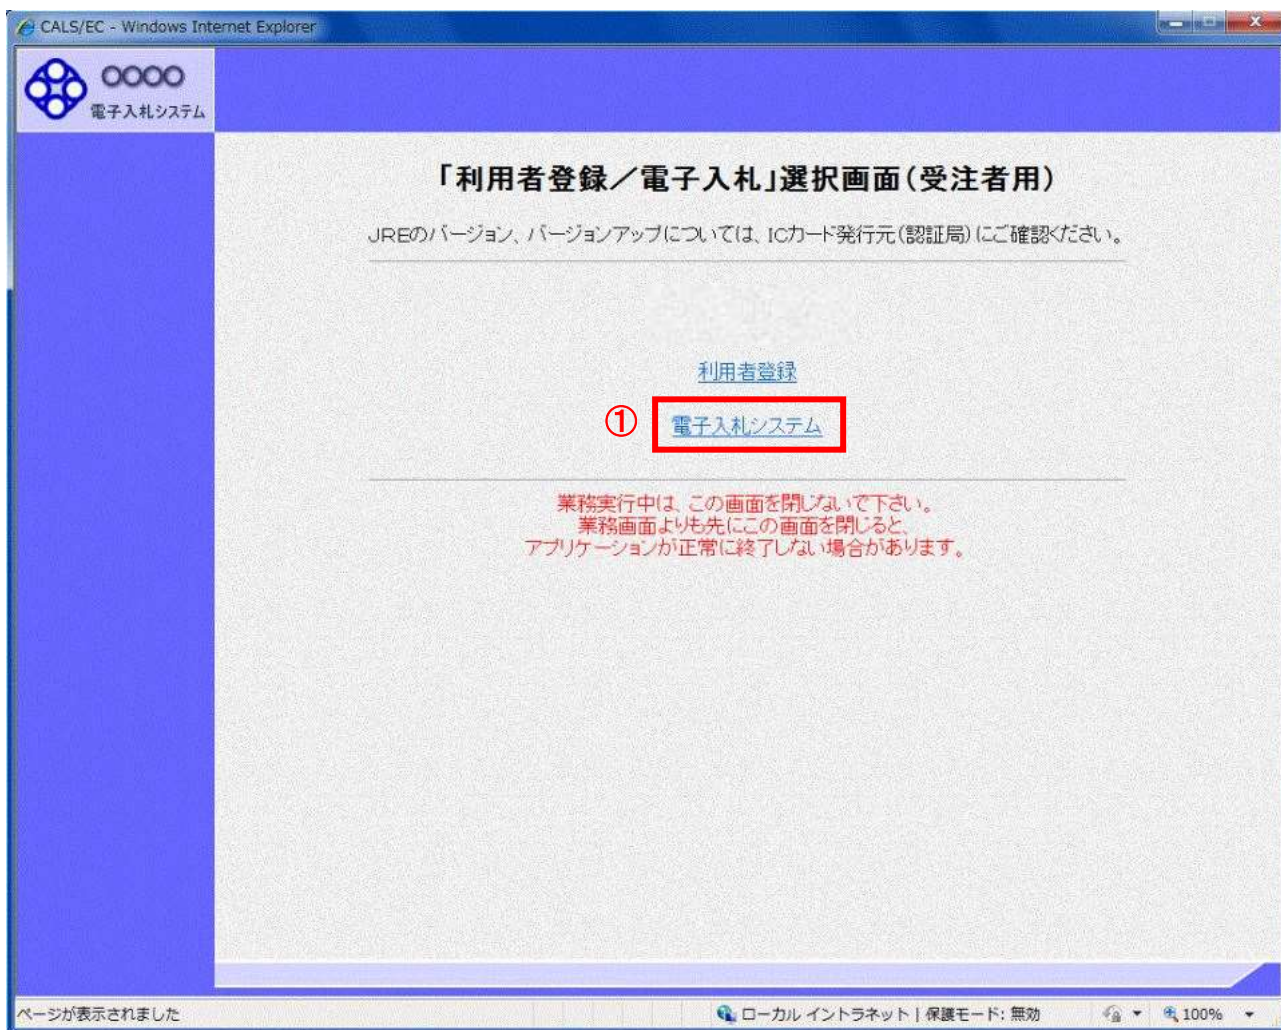 CALS/EC - Windows Internet Explorer
○○○○
電子入札システム
「利用者登録／電子入札」選択画面(受注者用)
JREのバージョン、バージョンアップについては、ICカード発行元(認証局)にご確認ください。
利用者登録
① 電子入札システム
業務実行中は、この画面を閉じないで下さい。
業務画面よりも先にこの画面を閉じると、
アプリケーションが正常に終了しない場合があります。
ページが表示されました ローカル イントラネット | 保護モード: 無効 100%